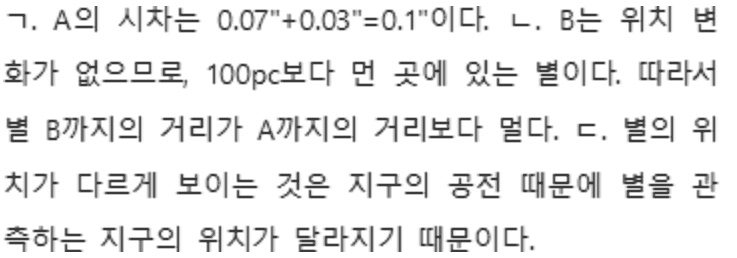 ㄱ. A의 시차는 0.07"+0.03"=0.1"이다. ㄴ. B는 위치 변
화가 없으므로, 100pc보다 먼 곳에 있는 별이다. 따라서
별 B까지의 거리가 A까지의 거리보다 멀다. ㄷ. 별의 위
치가 다르게 보이는 것은 지구의 공전 때문에 별을 관
측하는 지구의 위치가 달라지기 때문이다.